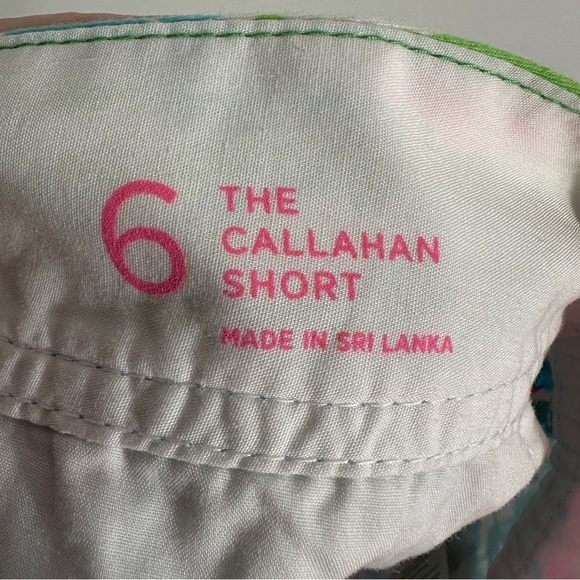 6
THE
CALLAHAN
SHORT
MADE IN SRI LANKA